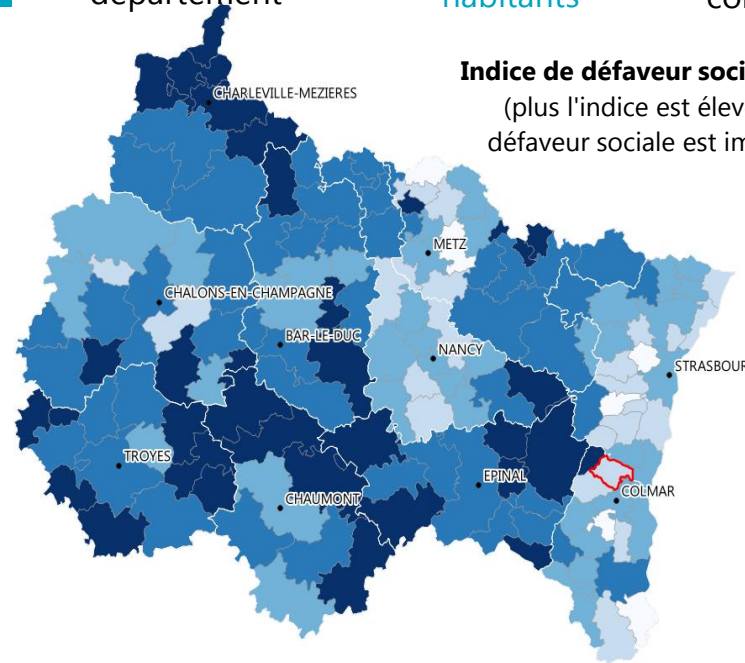 département habitants
Indice de défaveur soci
(plus l'indice est élev
défaveur sociale est im
CHARLEVILLE-MEZIERES
METZ
CHALONS-EN-CHAMPAGNE
BAR-LE-DUC
NANCY
STRASBOUR
TROYES
EPINAL
CHAUMONT
COLMAR